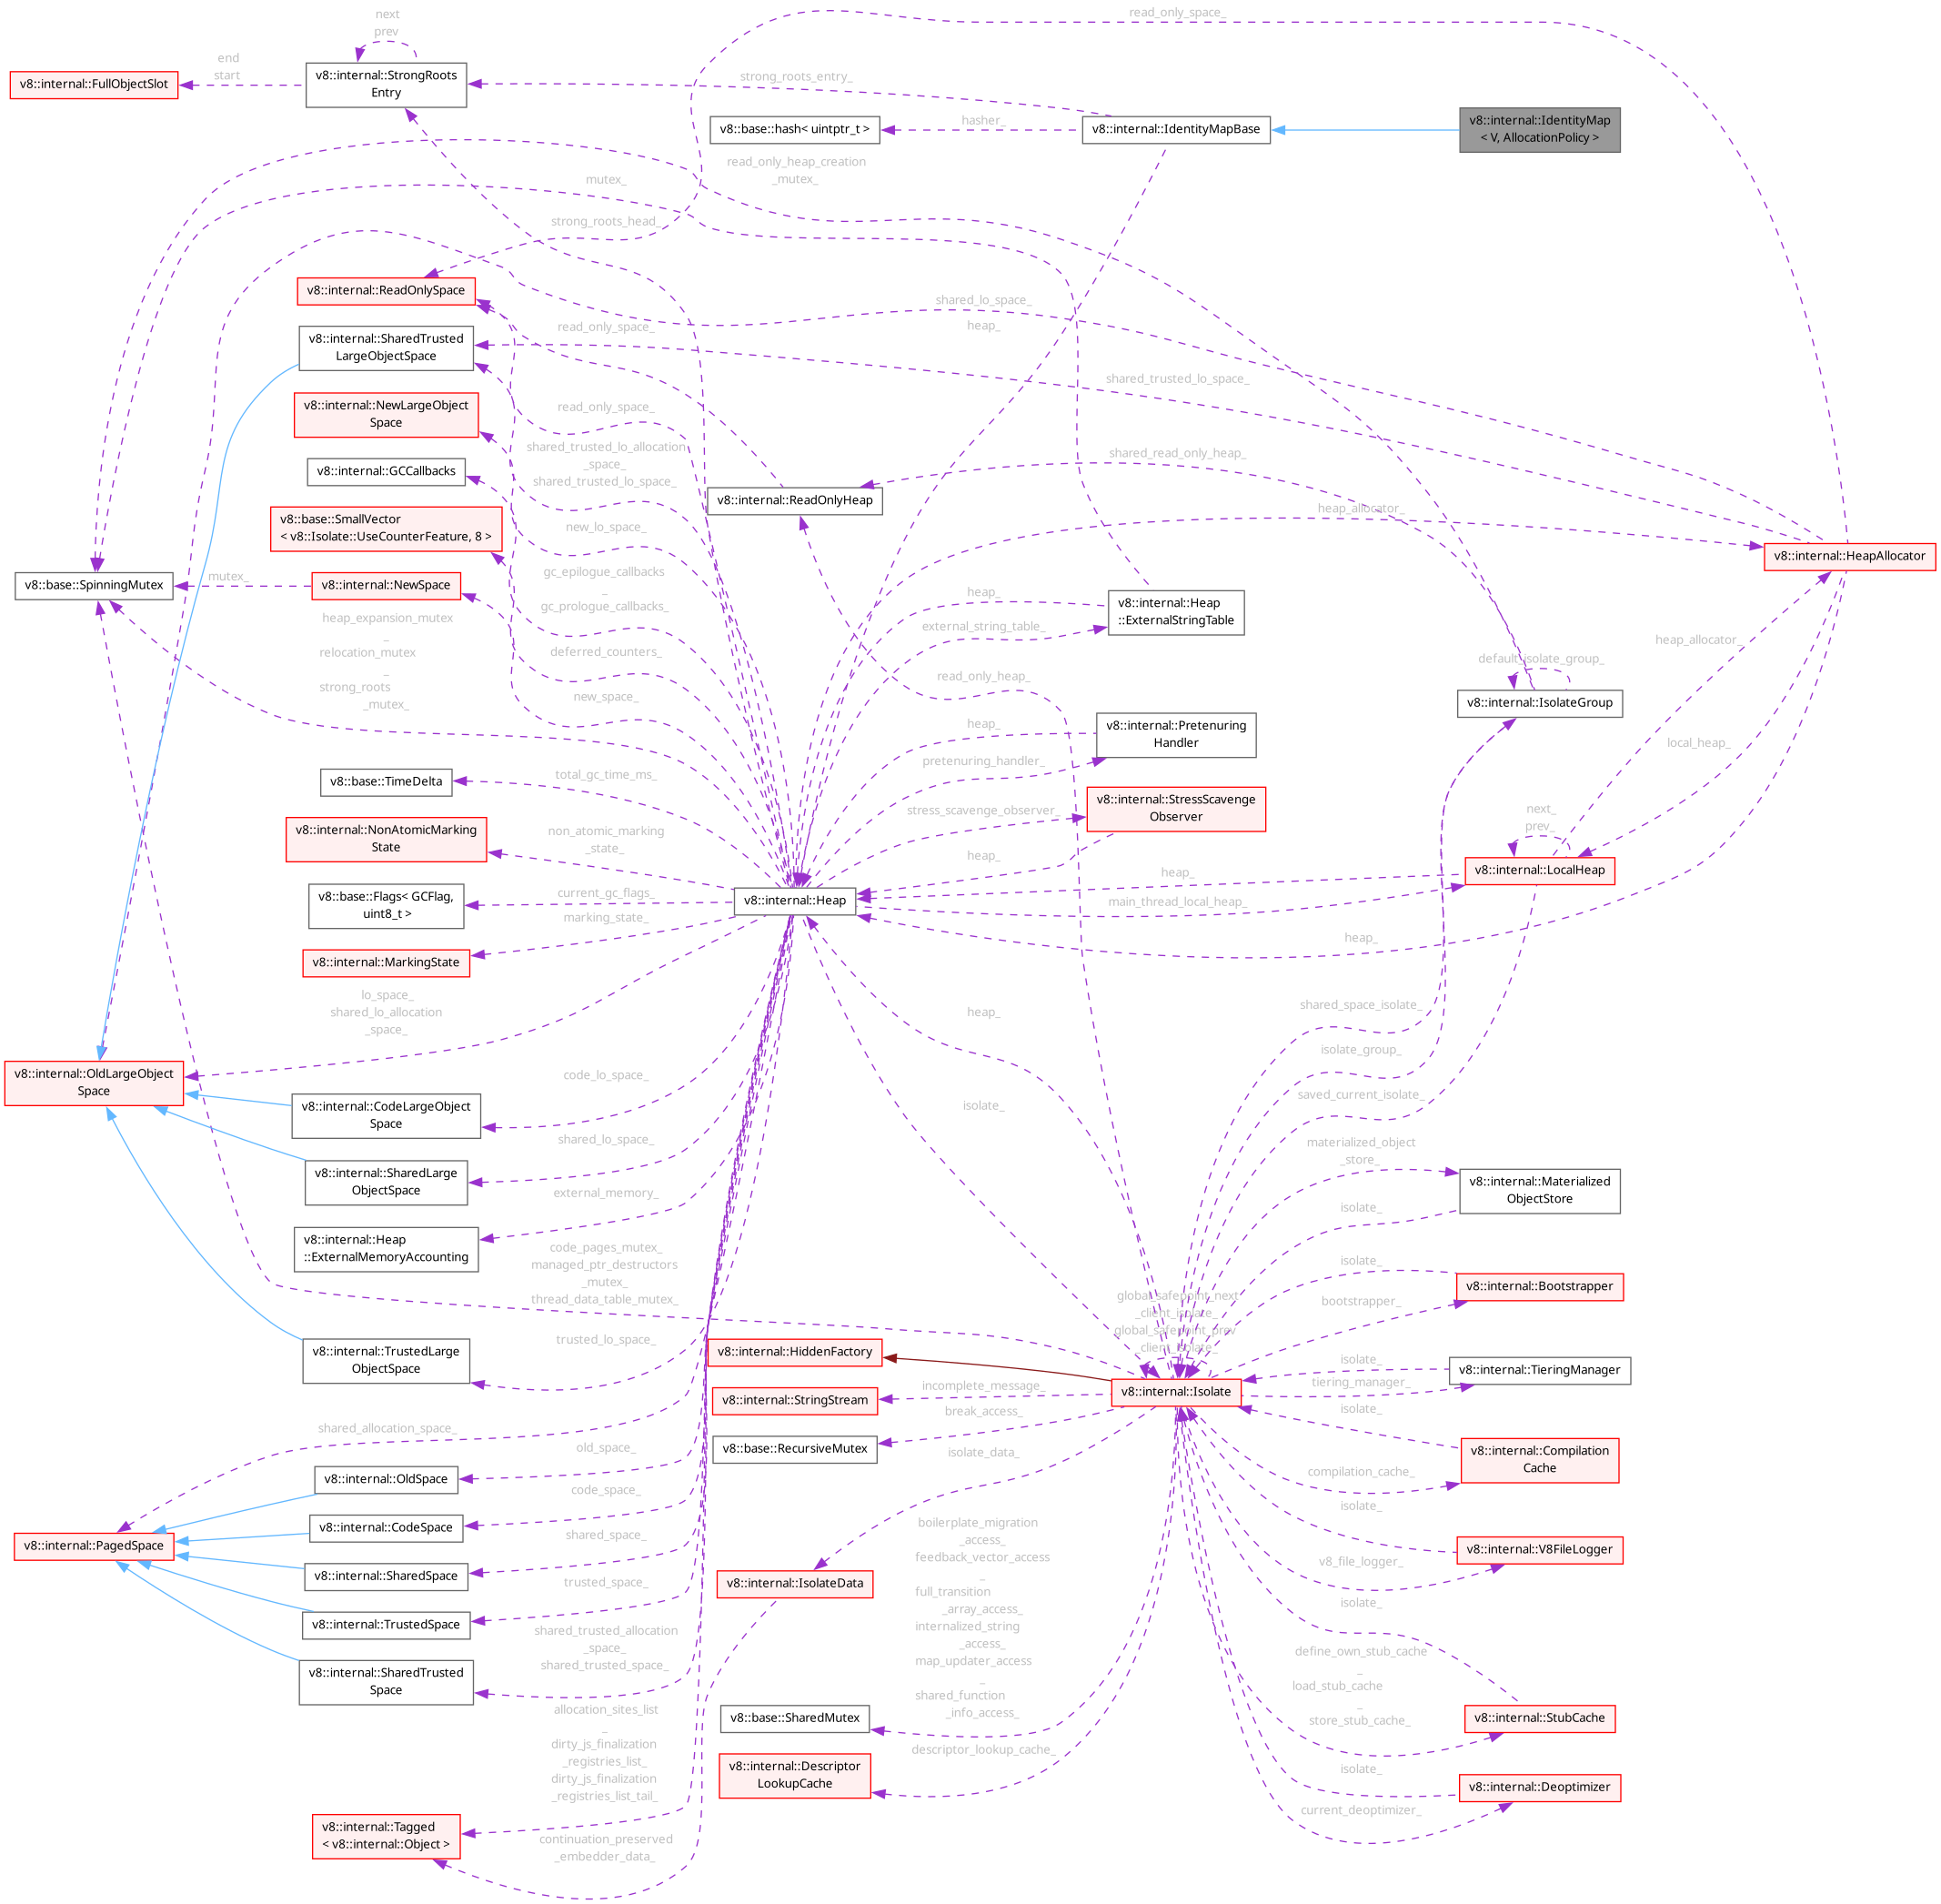 read_only_space_
next
prev
end
start
v8::internal::FullObjectSlot
v8::internal::StrongRoots
Entry
strong_roots_entry_
v8::base::hash< uintptr_t >
hasher_
v8::internal::IdentityMapBase
v8::internal::IdentityMap
< V, AllocationPolicy >
read_only_heap_creation
_mutex_
mutex_
strong_roots_head_
v8::internal::ReadOnlySpace
shared_lo_space_
heap_
read_only_space_
v8::internal::SharedTrusted
LargeObjectSpace
shared_trusted_lo_space_
v8::internal::NewLargeObject
Space
read_only_space_
shared_trusted_lo_allocation
_space_
shared_trusted_lo_space_
v8::internal::GCCallbacks
shared_read_only_heap_
v8::internal::ReadOnlyHeap
heap_allocator_
v8::base::SmallVector
< v8::Isolate::UseCounterFeature, 8 >
new_lo_space_
v8::internal::HeapAllocator
v8::base::SpinningMutex
mutex_
v8::internal::NewSpace
gc_epilogue_callbacks
_
gc_prologue_callbacks_
heap_
v8::internal::Heap
::ExternalStringTable
external_string_table_
heap_expansion_mutex
_
relocation_mutex
_
strong_roots
_mutex_
deferred_counters_
heap_allocator_
default_isolate_group_
read_only_heap_
new_space_
v8::internal::IsolateGroup
heap_
v8::internal::Pretenuring
Handler
local_heap_
pretenuring_handler_
v8::base::TimeDelta
total_gc_time_ms_
v8::internal::StressScavenge
Observer
stress_scavenge_observer_
next_
prev_
v8::internal::NonAtomicMarking
State
non_atomic_marking
_state_
heap_
heap_
v8::internal::LocalHeap
v8::base::Flags< GCFlag,
uint8_t >
current_gc_flags_
v8::internal::Heap
main_thread_local_heap_
marking_state_
heap_
v8::internal::MarkingState
lo_space_
shared_lo_allocation
_space_
heap_
shared_space_isolate_
isolate_group_
v8::internal::OldLargeObject
Space
code_lo_space_
saved_current_isolate_
isolate_
v8::internal::CodeLargeObject
Space
shared_lo_space_
materialized_object
_store_
v8::internal::SharedLarge
ObjectSpace
v8::internal::Materialized
ObjectStore
external_memory_
isolate_
v8::internal::Heap
::ExternalMemoryAccounting
code_pages_mutex_
managed_ptr_destructors
_mutex_
thread_data_table_mutex_
isolate_
v8::internal::Bootstrapper
global_safepoint_next
_client_isolate_
global_safepoint_prev
_client_isolate_
bootstrapper_
trusted_lo_space_
v8::internal::TrustedLarge
ObjectSpace
v8::internal::HiddenFactory
isolate_
v8::internal::TieringManager
v8::internal::Isolate
tiering_manager_
incomplete_message_
v8::internal::StringStream
break_access_
isolate_
shared_allocation_space_
v8::base::RecursiveMutex
old_space_
isolate_data_
v8::internal::Compilation
Cache
v8::internal::OldSpace
compilation_cache_
code_space_
isolate_
v8::internal::CodeSpace
v8::internal::PagedSpace
shared_space_
v8::internal::V8FileLogger
v8_file_logger_
v8::internal::SharedSpace
trusted_space_
v8::internal::IsolateData
boilerplate_migration
_access_
feedback_vector_access
_
full_transition
_array_access_
internalized_string
_access_
map_updater_access
_
shared_function
_info_access_
isolate_
v8::internal::TrustedSpace
shared_trusted_allocation
_space_
shared_trusted_space_
v8::internal::SharedTrusted
Space
define_own_stub_cache
_
load_stub_cache
_
store_stub_cache_
v8::base::SharedMutex
v8::internal::StubCache
allocation_sites_list
_
dirty_js_finalization
_registries_list_
dirty_js_finalization
_registries_list_tail_
descriptor_lookup_cache_
v8::internal::Descriptor
LookupCache
isolate_
v8::internal::Deoptimizer
current_deoptimizer_
v8::internal::Tagged
< v8::internal::Object >
continuation_preserved
_embedder_data_